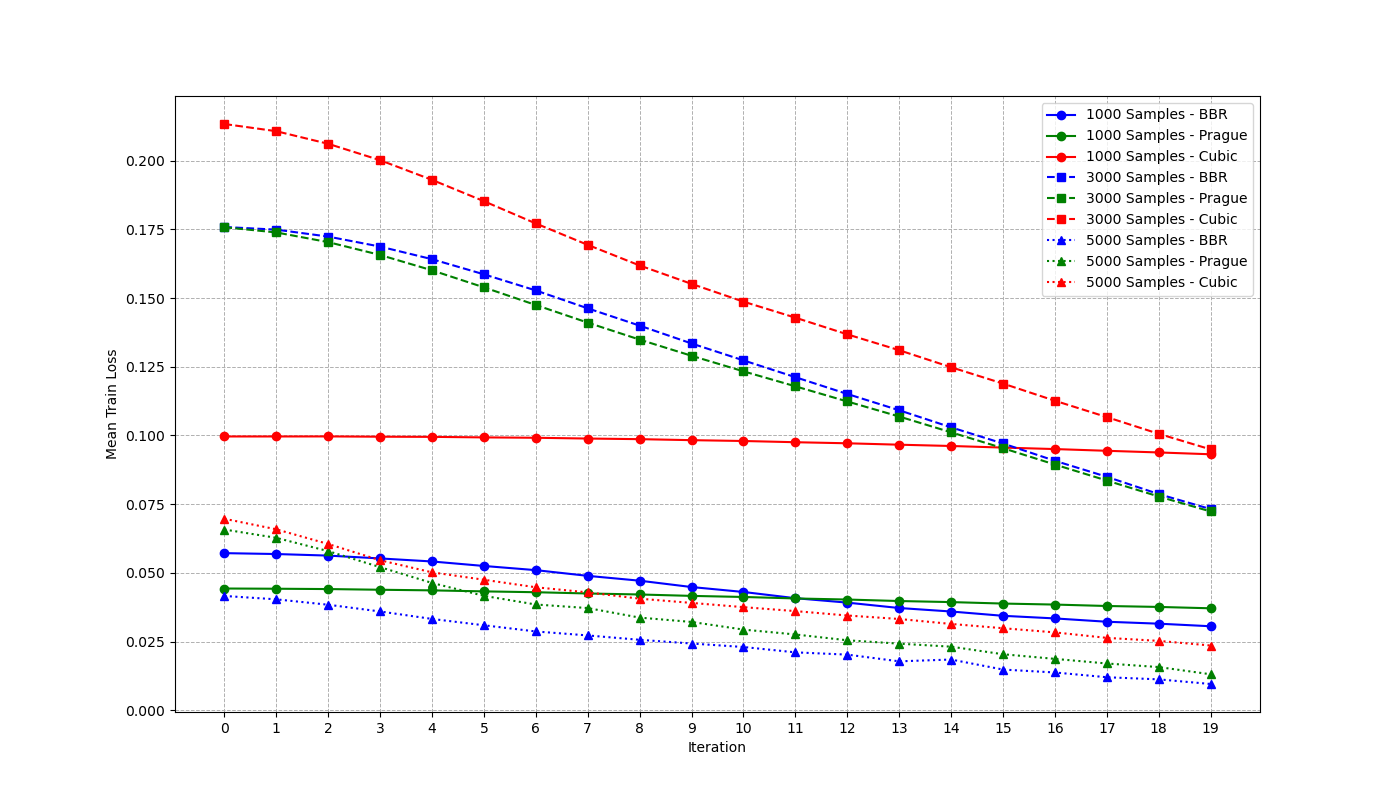 1000 Samples - BBR
1000 Samples - Prague
1000 Samples - Cubic
3000 Samples - BBR
3000 Samples - Prague
3000 Samples - Cubic
5000 Samples - BBR
5000 Samples - Prague
5000 Samples - Cubic
0.200
0.175
0.150
0.125
0.100
0.075
0.050
0.025
0.000
Mean Train Loss
0 1 2 3 4 5 6 7 8 9 10 11 12 13 14 15 16 17 18 19
Iteration